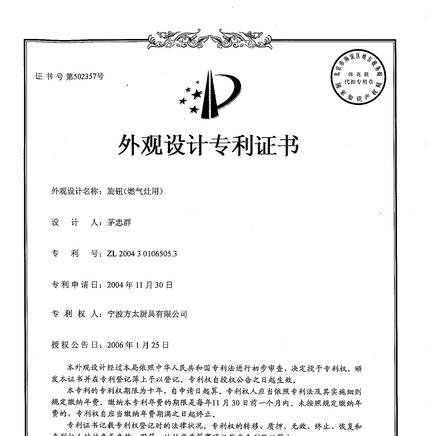 证书号第502357号
外观设计专利证书
外观设计名称：旋钮(燃气灶用)
设计人：茅忠群
专利号：ZL 2004 3 0106505.3
专利申请日：2004年11月30日
专利权人：宁波方太厨具有限公司
授权公告日：2006年1月25日
本外观设计经过本局依照中华人民共和国专利法进行初步审查，决定授予专利权，颁
发本证书并在专利登记簿上予以登记。专利权自授权公告之日起生效。
本专利的专利权期限为十年，自申请日起算。专利权人应当依照专利法及其实施细则
规定缴纳年费。缴纳本专利年费的期限是每年11月30日前一个月内。未按照规定缴纳年
费的，专利权自应当缴纳年费期满之日起终止。
专利证书记载专利权登记时的法律状况。专利权的转移、质押、无效、终止、恢复和